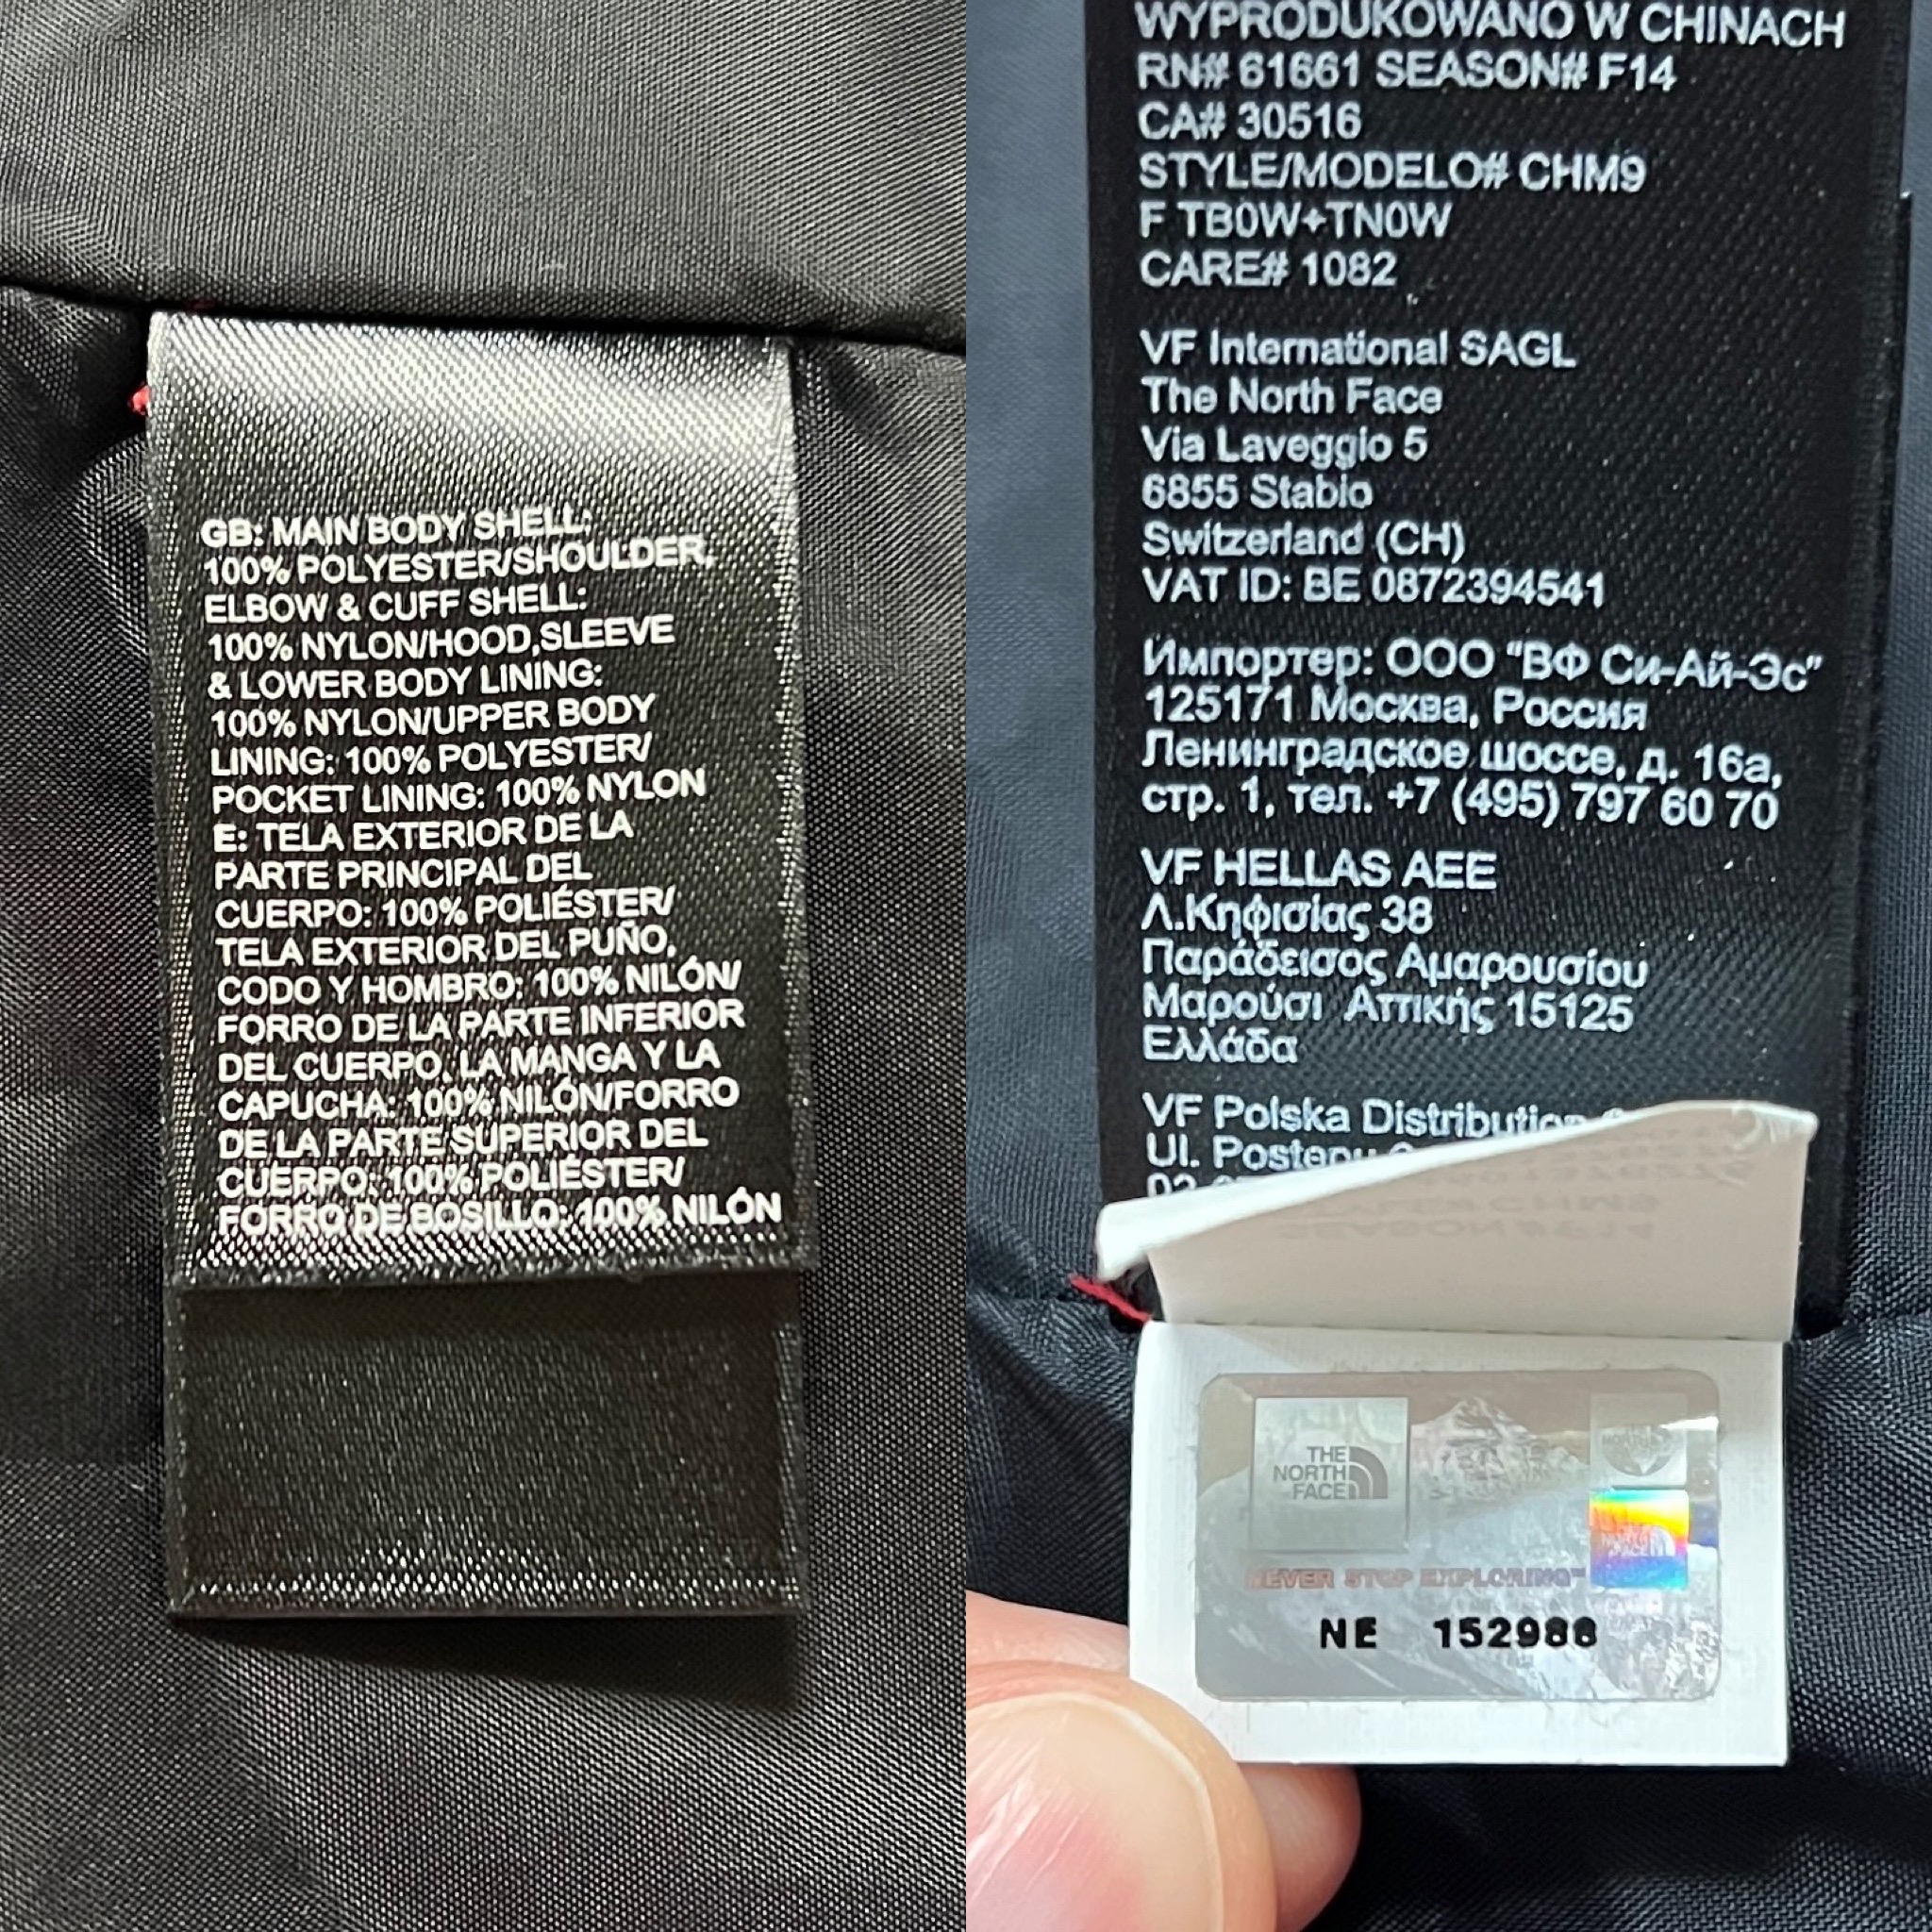 GB: MAIN BODY SHELL:
100% POLYESTER/SHOULDER,
ELBOW & CUFF SHELL:
100% NYLON/HOOD,SLEEVE
& LOWER BODY LINING:
100% NYLON/UPPER BODY
LINING: 100% POLYESTER/
POCKET LINING: 100% NYLON
E: TELA EXTERIOR DE LA
PARTE PRINCIPAL DEL
CUERPO: 100% POLIÉSTER/
TELA EXTERIOR DEL PUÑO,
CODO Y HOMBRO: 100% NILÓN/
FORRO DE LA PARTE INFERIOR
DEL CUERPO, LA MANGA Y LA
CAPUCHA: 100% NILÓN/FORRO
DE LA PARTE SUPERIOR DEL
CUERPO: 100% POLIÉSTER/
FORRO DE BOSILLO: 100% NILÓN
WYPRODUKOWANO W CHINACH
RN# 61661 SEASON# F14
CA# 30516
STYLE/MODELO# CHM9
F TB0W+TN0W
CARE# 1082
VF International SAGL
The North Face
Via Laveggio 5
6855 Stabio
Switzerland (CH)
VAT ID: BE 0872394541
Импортер: ООО "ВФ Си-Ай-Эс"
125171 Москва, Россия
Ленинградское шоссе, д. 16а,
стр. 1, тел. +7 (495) 797 60 70
VF HELLAS AEE
Λ.Κηφισίας 38
Παράδεισος Αμαρουσίου
Μαρούσι Αττικής 15125
Ελλάδα
VF Polska Distribution
Ul. Postępu
THE
NORTH
FACE
NEVER STOP EXPLORING™
NE 152988